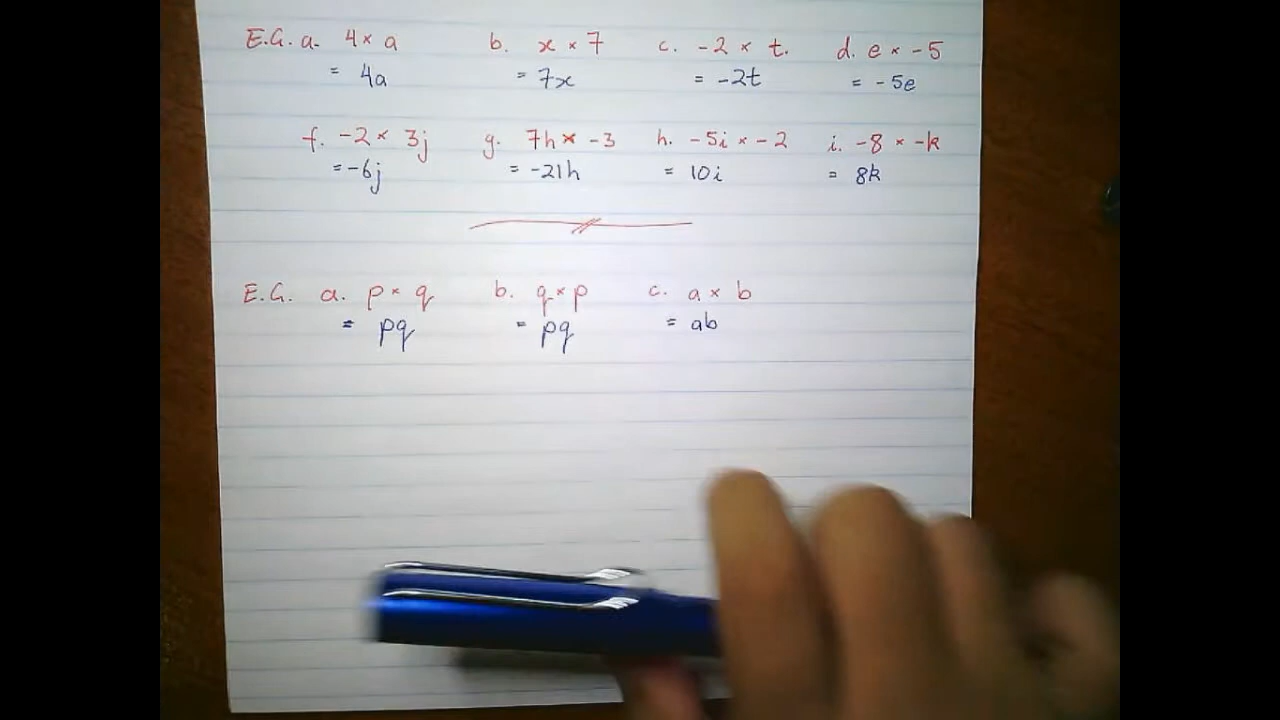 E.G. a. 4 × a b. x × 7 c. -2 × t. d. e × -5
= 4a = 7x = -2t = -5e
f. -2 × 3j g. 7h × -3 h. -5i × -2 i. -8 × -k
= -6j = -21h = 10i = 8k
E.G. a. p × q b. q × p c. a × b
= pq = pq = ab